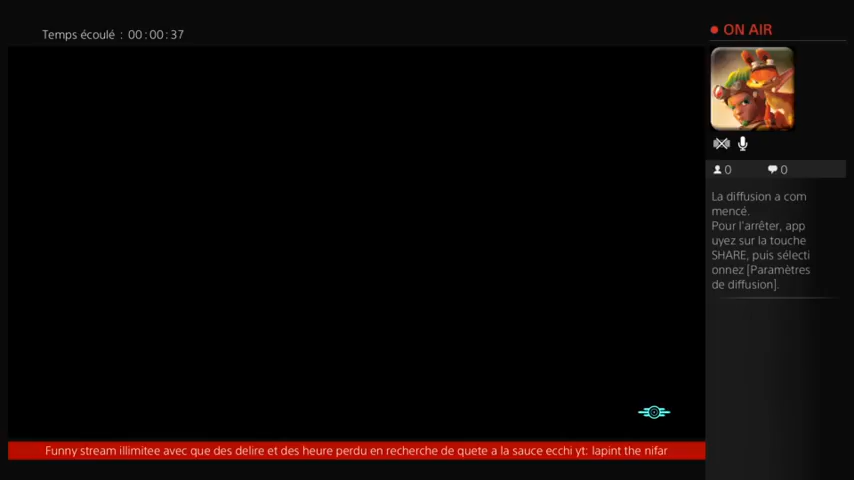 Temps écoulé : 00:00:37
ON AIR
0
0
La diffusion a com
mencé.
Pour l'arrêter, app
uyez sur la touche
SHARE, puis sélecti
onnez [Paramètres
de diffusion].
Funny stream illimitee avec que des delire et des heure perdu en recherche de quete a la sauce ecchi yt: lapint the nifar